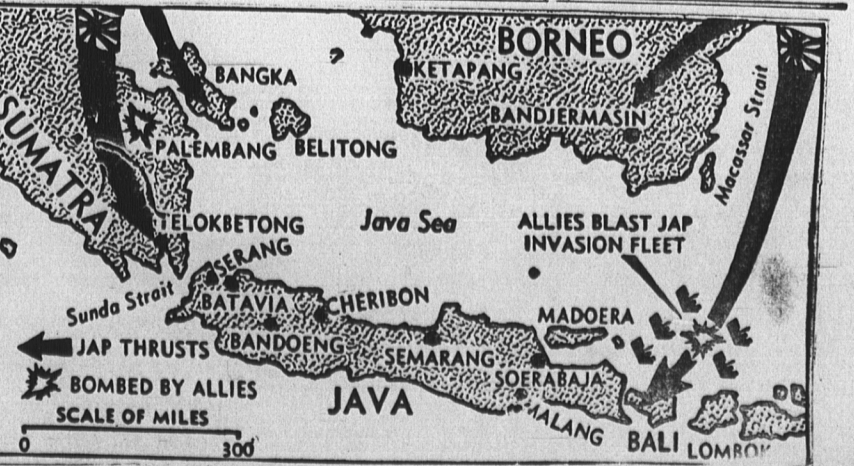 BORNEO
BANGKA
KETAPANG
SUMATRA
BANDJERMASIN
Macassar Strait
PALEMBANG
BELITONG
TELOKBETONG
Java Sea
ALLIES BLAST JAP
INVASION FLEET
SERANG
Sunda Strait
BATAVIA
CHERIBON
MADOERA
JAP THRUSTS
BANDOENG
SEMARANG
SOERABAJA
BOMBED BY ALLIES
JAVA
MALANG
SCALE OF MILES
BALI
LOMBOK
0
300